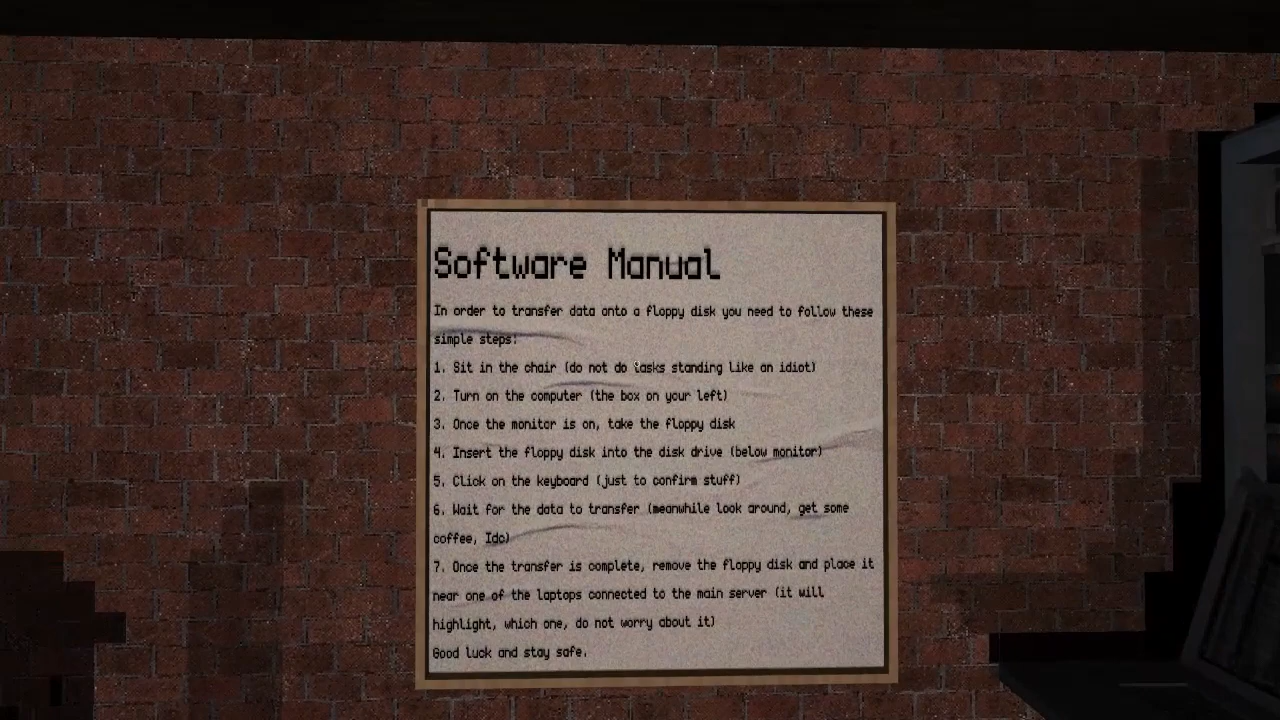 Software Manual
In order to transfer data onto a floppy disk you need to follow these
simple steps:
1. Sit in the chair (do not do tasks standing like an idiot)
2. Turn on the computer (the box on your left)
3. Once the monitor is on, take the floppy disk
4. Insert the floppy disk into the disk drive (below monitor)
5. Click on the keyboard (just to confirm stuff)
6. Wait for the data to transfer (meanwhile look around, get some
coffee, Idc)
7. Once the transfer is complete, remove the floppy disk and place it
near one of the laptops connected to the main server (it will
highlight, which one, do not worry about it)
Good luck and stay safe.